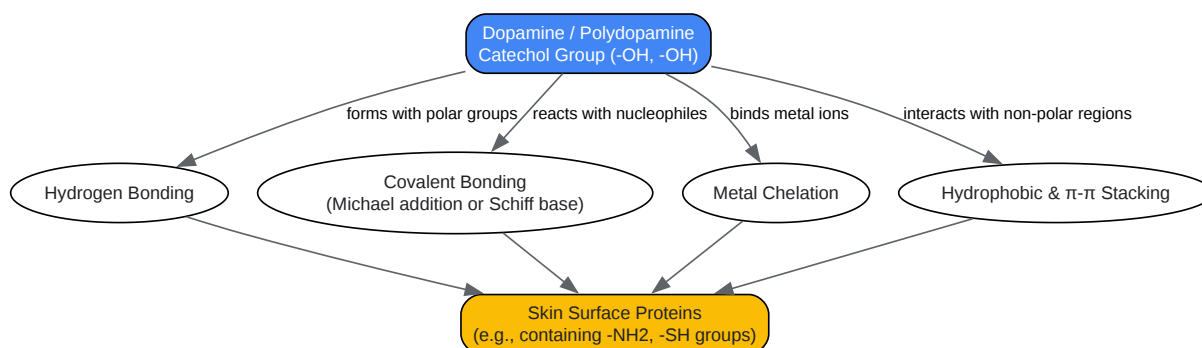 Dopamine / Polydopamine
Catechol Group (-OH, -OH)
forms with polar groups
reacts with nucleophiles
binds metal ions
interacts with non-polar regions
Hydrogen Bonding
Covalent Bonding
(Michael addition or Schiff base)
Metal Chelation
Hydrophobic & π-π Stacking
Skin Surface Proteins
(e.g., containing -NH2, -SH groups)